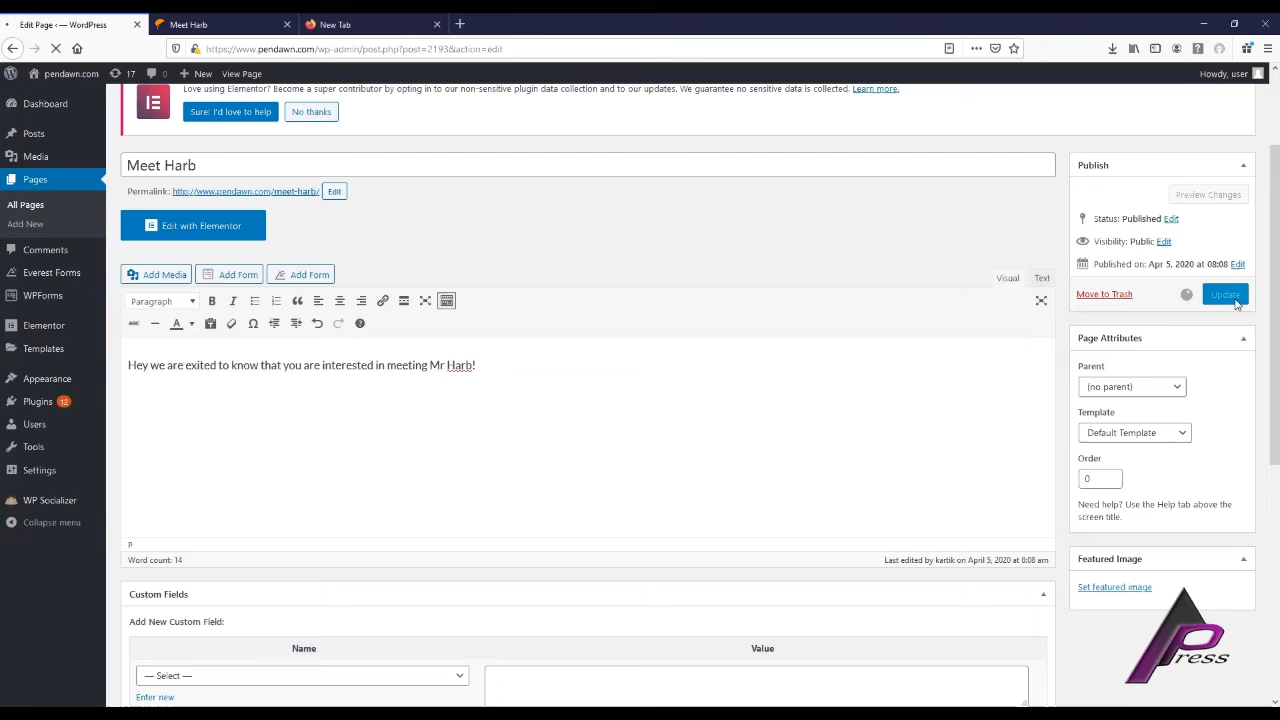 Edit Page ‹ — WordPress
Meet Harb
New Tab
https://www.pendawn.com/wp-admin/post.php?post=2193&action=edit
pendawn.com
17
0
New
View Page
Howdy, user
Love using Elementor? Become a super contributor by opting in to our non-sensitive plugin data collection and to our updates. We guarantee no sensitive data is collected. Learn more.
Sure! I'd love to help
No thanks
Dashboard
Posts
Media
Pages
All Pages
Add New
Comments
Everest Forms
WPForms
Elementor
Templates
Appearance
Plugins 12
Users
Tools
Settings
WP Socializer
Collapse menu
Meet Harb
Permalink: http://www.pendawn.com/meet-harb/ Edit
Edit with Elementor
Add Media
Add Form
Add Form
Visual
Text
Paragraph
Hey we are exited to know that you are interested in meeting Mr Harb!
P
Word count: 14
Last edited by kartik on April 5, 2020 at 8:08 am
Custom Fields
Add New Custom Field:
Name
Value
— Select —
Enter new
Publish
Preview Changes
Status: Published Edit
Visibility: Public Edit
Published on: Apr 5, 2020 at 08:08 Edit
Move to Trash
Update
Page Attributes
Parent
(no parent)
Template
Default Template
Order
0
Need help? Use the Help tab above the
screen title.
Featured Image
Set featured image
Press